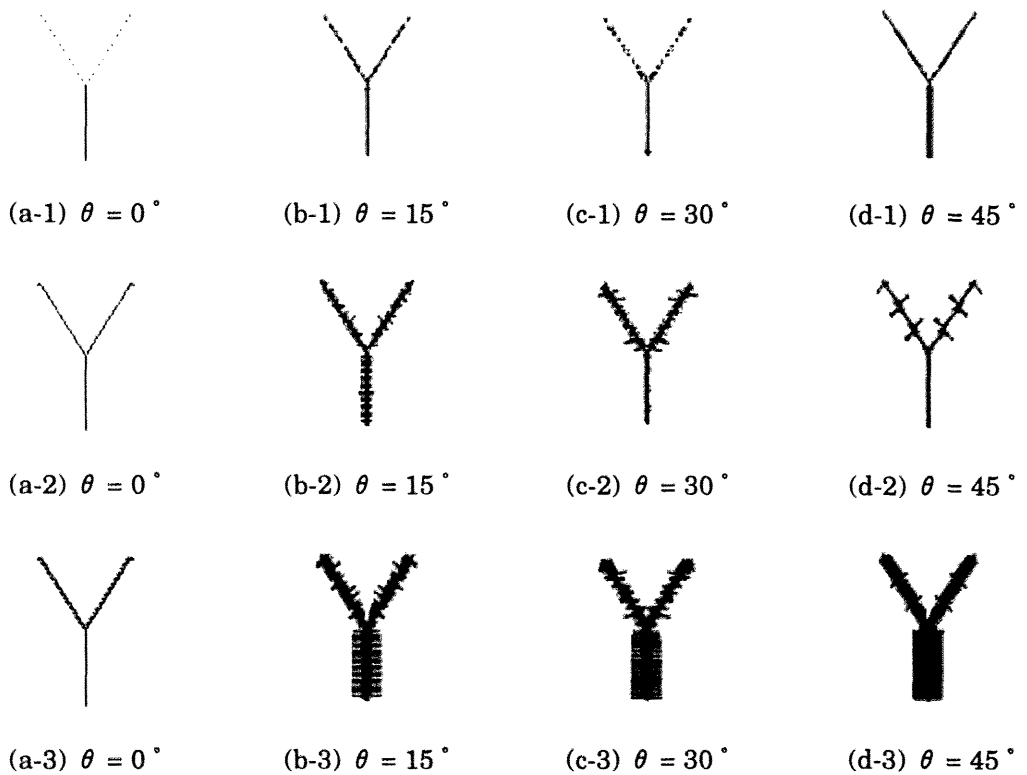 (a-1) θ = 0° (b-1) θ = 15° (c-1) θ = 30° (d-1) θ = 45°
(a-2) θ = 0° (b-2) θ = 15° (c-2) θ = 30° (d-2) θ = 45°
(a-3) θ = 0° (b-3) θ = 15° (c-3) θ = 30° (d-3) θ = 45°